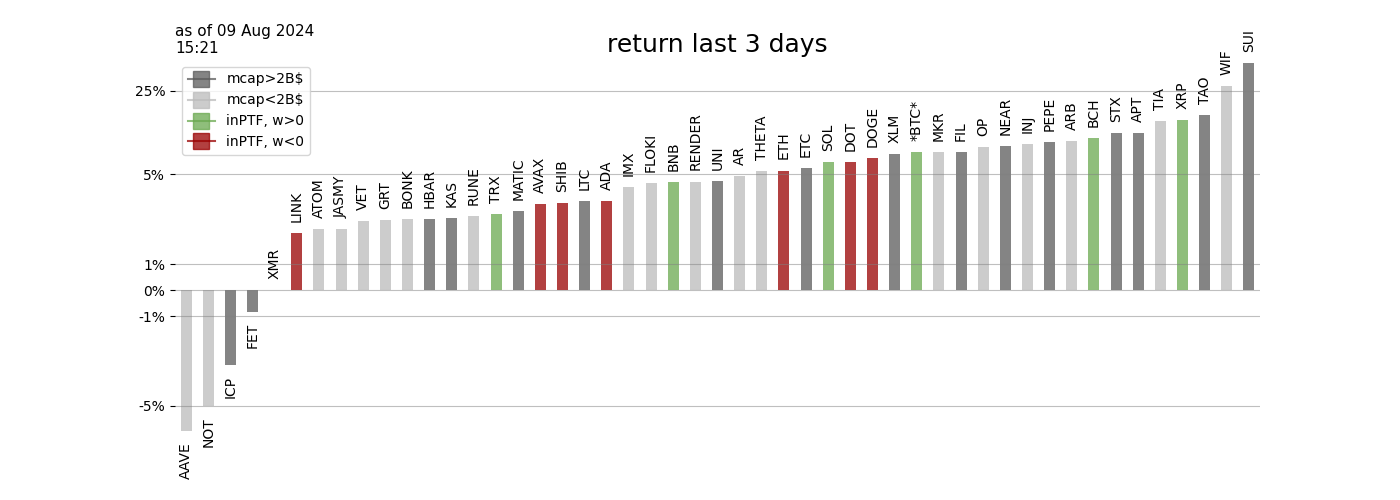 as of 09 Aug 2024
15:21
return last 3 days
mcap>2B$
mcap<2B$
inPTF, w>0
inPTF, w<0
25%
5%
1%
0%
-1%
-5%
AAVE
NOT
ICP
FET
XMR
LINK
ATOM
JASMY
VET
GRT
BONK
HBAR
KAS
RUNE
TRX
MATIC
AVAX
SHIB
LTC
ADA
IMX
FLOKI
BNB
RENDER
UNI
AR
THETA
ETH
ETC
SOL
DOT
DOGE
XLM
*BTC*
MKR
FIL
OP
NEAR
INJ
PEPE
ARB
BCH
STX
APT
TIA
XRP
TAO
WIF
SUI